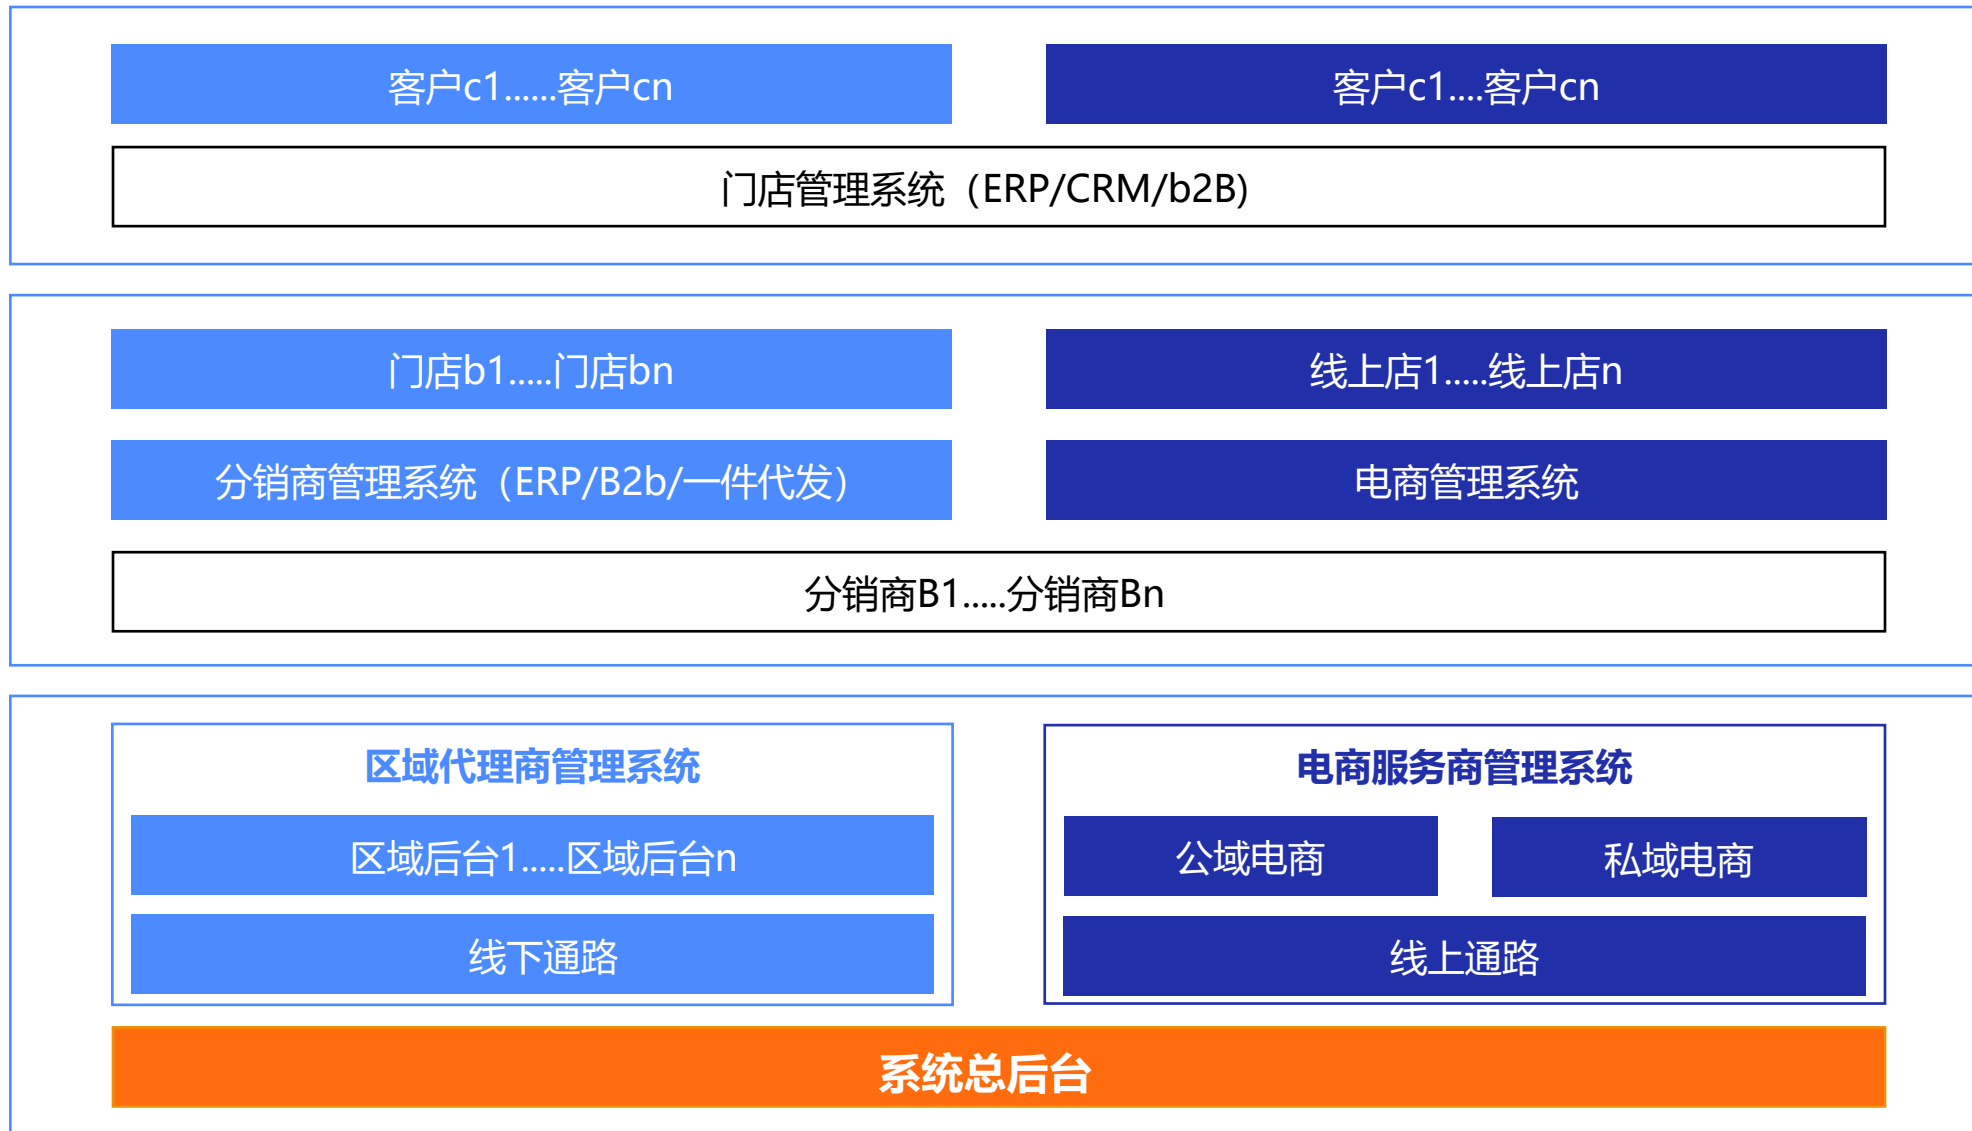 客户c1......客户cn
客户c1....客户cn
门店管理系统（ERP/CRM/b2B)
门店b1.....门店bn
线上店1.....线上店n
分销商管理系统（ERP/B2b/一件代发）
电商管理系统
分销商B1.....分销商Bn
区域代理商管理系统
电商服务商管理系统
区域后台1.....区域后台n
公域电商
私域电商
线下通路
线上通路
系统总后台